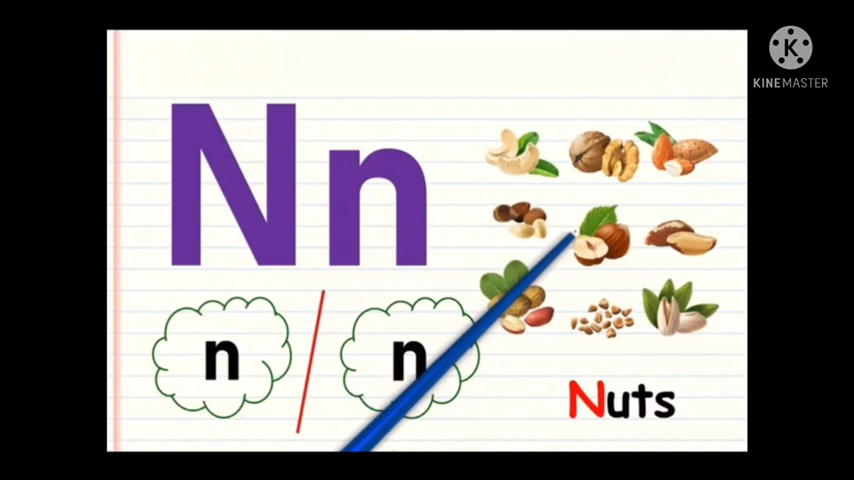 K
KINEMASTER
Nn
n / n
Nuts